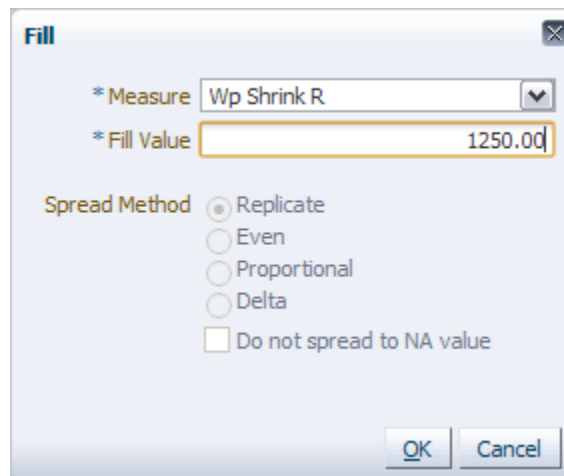 Fill
* Measure Wp Shrink R
* Fill Value 1250.00
Spread Method Replicate
Even
Proportional
Delta
Do not spread to NA value
OK Cancel